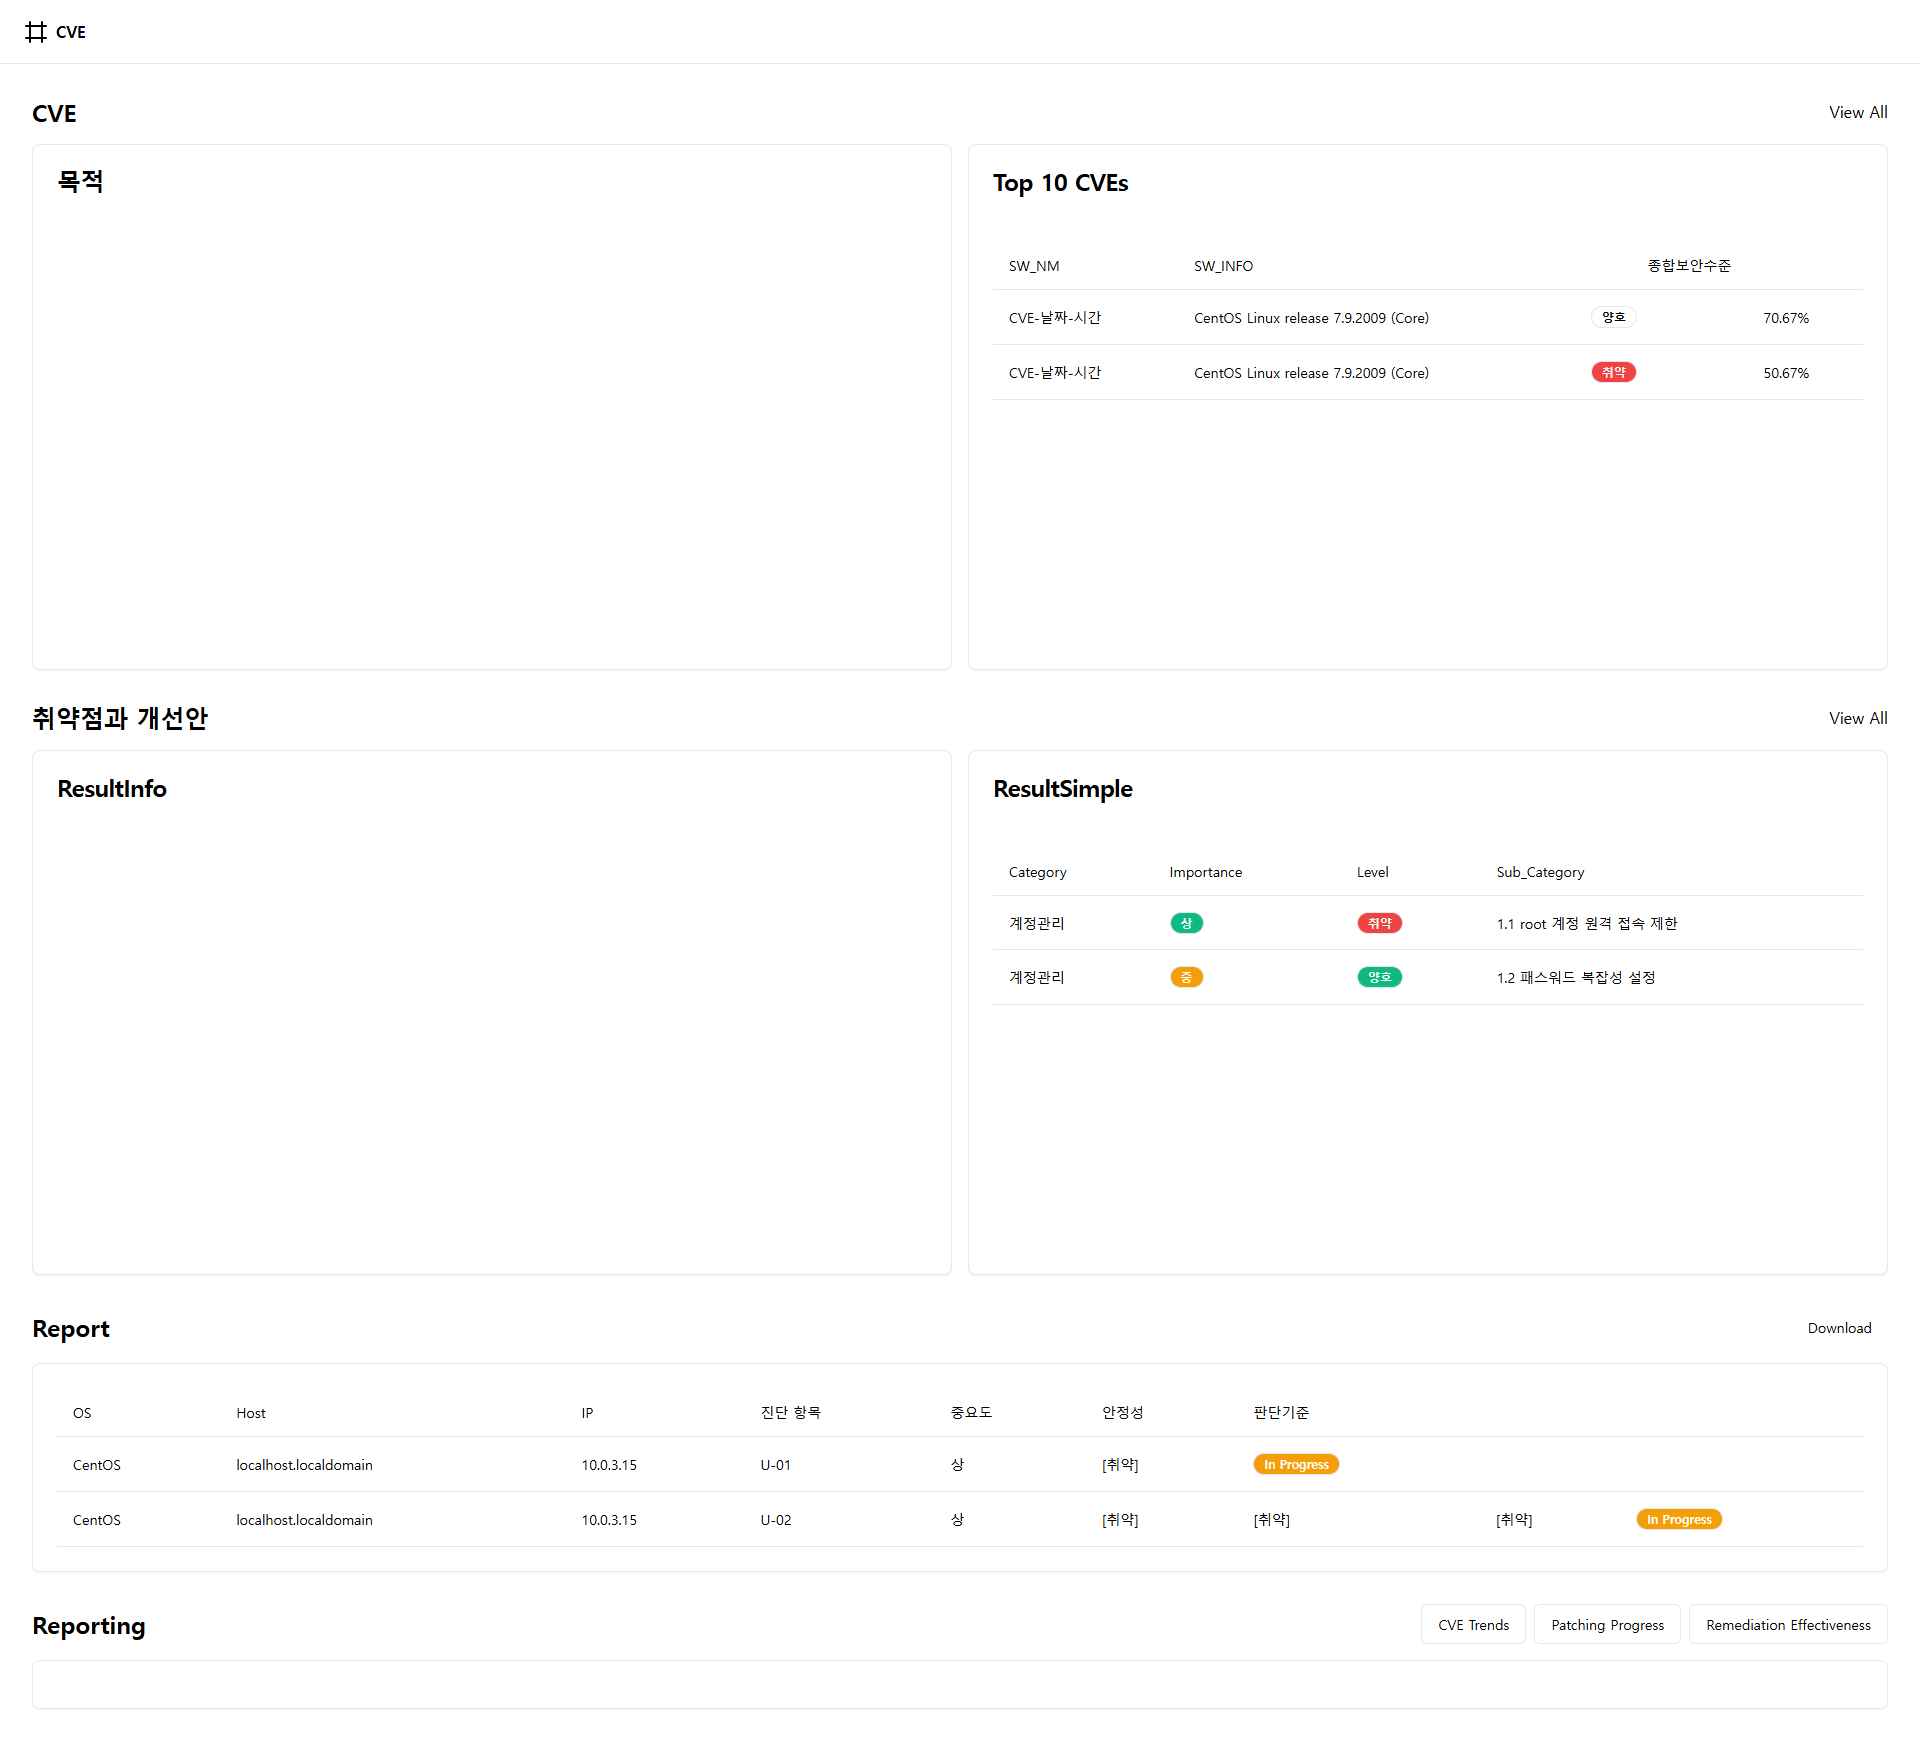 CVE
CVE
View All
목적
Top 10 CVEs
SW_NM SW_INFO 종합보안수준
CVE-날짜-시간 CentOS Linux release 7.9.2009 (Core) 양호 70.67%
CVE-날짜-시간 CentOS Linux release 7.9.2009 (Core) 취약 50.67%
취약점과 개선안
View All
ResultInfo
ResultSimple
Category Importance Level Sub_Category
계정관리 상 취약 1.1 root 계정 원격 접속 제한
계정관리 중 양호 1.2 패스워드 복잡성 설정
Report
Download
OS Host IP 진단 항목 중요도 안정성 판단기준
CentOS localhost.localdomain 10.0.3.15 U-01 상 [취약] In Progress
CentOS localhost.localdomain 10.0.3.15 U-02 상 [취약] [취약] [취약] In Progress
Reporting
CVE Trends Patching Progress Remediation Effectiveness